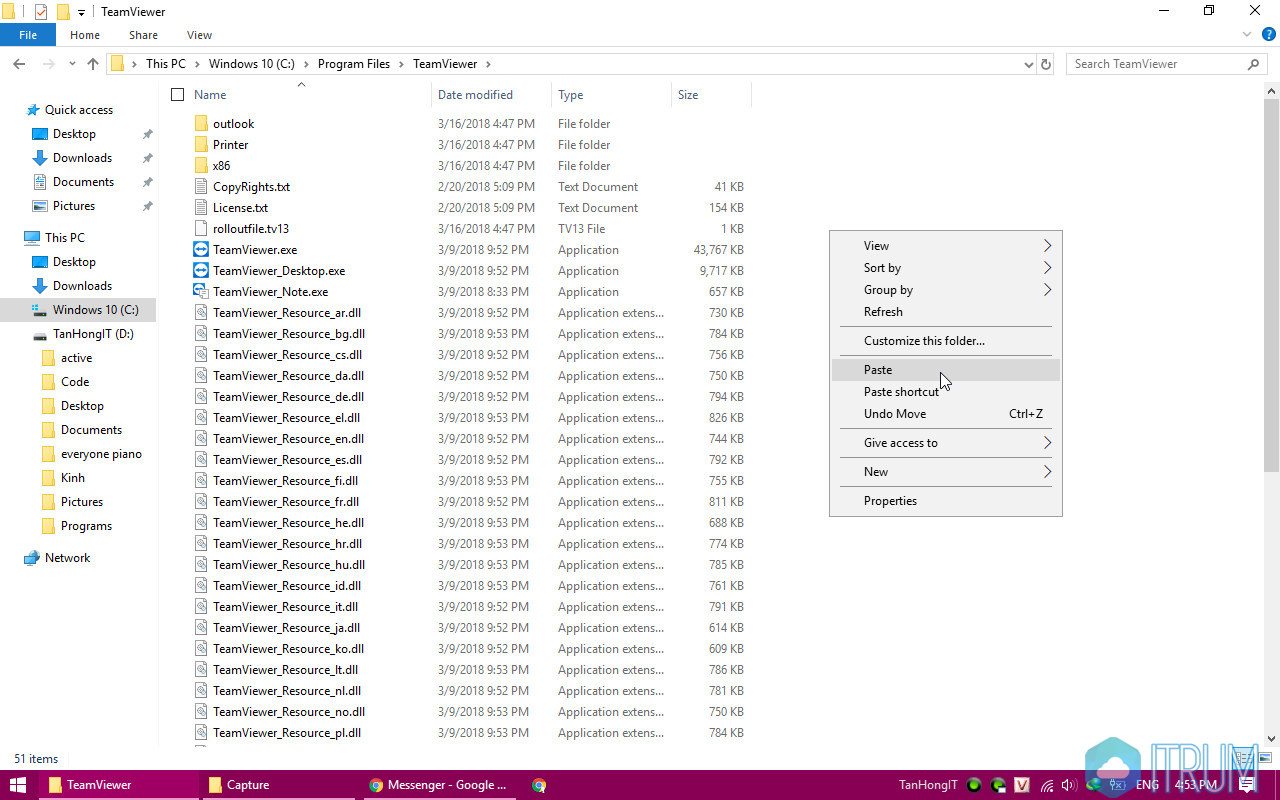 TeamViewer
File Home Share View
This PC Windows 10 (C:) Program Files TeamViewer
Search TeamViewer
Name Date modified Type Size
Quick access
Desktop
Downloads
Documents
Pictures
This PC
Desktop
Downloads
Windows 10 (C:)
TanHongIT (D:)
active
Code
Desktop
Documents
everyone piano
Kinh
Pictures
Programs
Network
outlook 3/16/2018 4:47 PM File folder
Printer 3/16/2018 4:47 PM File folder
x86 3/16/2018 4:47 PM File folder
CopyRights.txt 2/20/2018 5:09 PM Text Document 41 KB
License.txt 2/20/2018 5:09 PM Text Document 154 KB
rolloutfile.tv13 3/16/2018 4:47 PM TV13 File 1 KB
TeamViewer.exe 3/9/2018 9:52 PM Application 43,767 KB
TeamViewer_Desktop.exe 3/9/2018 9:52 PM Application 9,717 KB
TeamViewer_Note.exe 3/9/2018 8:33 PM Application 657 KB
TeamViewer_Resource_ar.dll 3/9/2018 9:52 PM Application extens... 730 KB
TeamViewer_Resource_bg.dll 3/9/2018 9:53 PM Application extens... 784 KB
TeamViewer_Resource_cs.dll 3/9/2018 9:52 PM Application extens... 756 KB
TeamViewer_Resource_da.dll 3/9/2018 9:52 PM Application extens... 750 KB
TeamViewer_Resource_de.dll 3/9/2018 9:52 PM Application extens... 794 KB
TeamViewer_Resource_el.dll 3/9/2018 9:53 PM Application extens... 826 KB
TeamViewer_Resource_en.dll 3/9/2018 9:52 PM Application extens... 744 KB
TeamViewer_Resource_es.dll 3/9/2018 9:52 PM Application extens... 792 KB
TeamViewer_Resource_fi.dll 3/9/2018 9:53 PM Application extens... 755 KB
TeamViewer_Resource_fr.dll 3/9/2018 9:52 PM Application extens... 811 KB
TeamViewer_Resource_he.dll 3/9/2018 9:53 PM Application extens... 688 KB
TeamViewer_Resource_hr.dll 3/9/2018 9:53 PM Application extens... 774 KB
TeamViewer_Resource_hu.dll 3/9/2018 9:53 PM Application extens... 785 KB
TeamViewer_Resource_id.dll 3/9/2018 9:53 PM Application extens... 761 KB
TeamViewer_Resource_it.dll 3/9/2018 9:52 PM Application extens... 791 KB
TeamViewer_Resource_ja.dll 3/9/2018 9:52 PM Application extens... 614 KB
TeamViewer_Resource_ko.dll 3/9/2018 9:52 PM Application extens... 609 KB
TeamViewer_Resource_lt.dll 3/9/2018 9:53 PM Application extens... 786 KB
TeamViewer_Resource_nl.dll 3/9/2018 9:52 PM Application extens... 781 KB
TeamViewer_Resource_no.dll 3/9/2018 9:53 PM Application extens... 750 KB
TeamViewer_Resource_pl.dll 3/9/2018 9:53 PM Application extens... 784 KB
View
Sort by
Group by
Refresh
Customize this folder...
Paste
Paste shortcut
Undo Move Ctrl+Z
Give access to
New
Properties
51 items
ITRUM
TeamViewer Capture Messenger - Google ... TanHongIT V ENG 4:53 PM